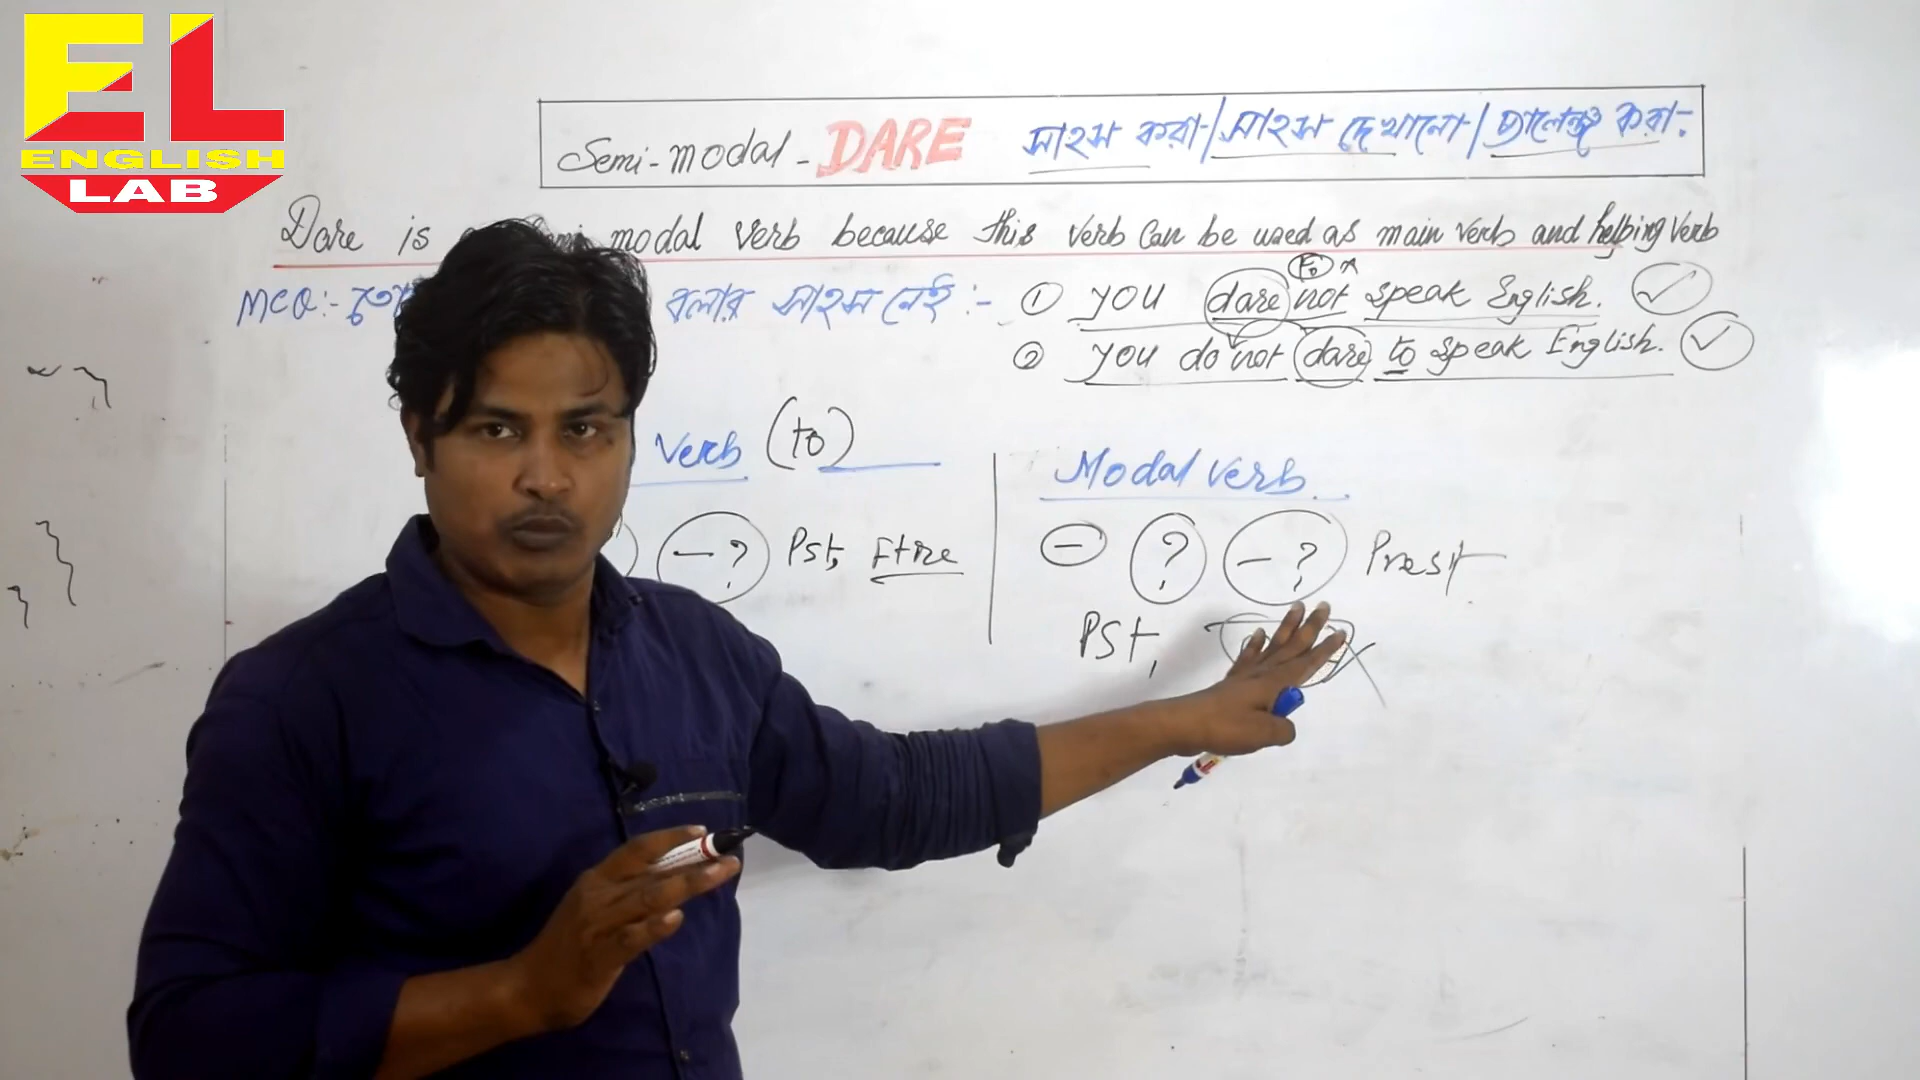 EL
ENGLISH
LAB
Semi-modal - DARE সাহস করা / সাহস দেখানো / চ্যালেঞ্জ করা:
Dare is a modal verb because this verb can be used as main verb and helping verb
to x
MCQ:- বলার সাহস নেই :- ① you dare not speak English. ✓
② you do not dare to speak English. ✓
Verb (to)
Modal verb
– ? Pst,
– ? – ? 
Pst,